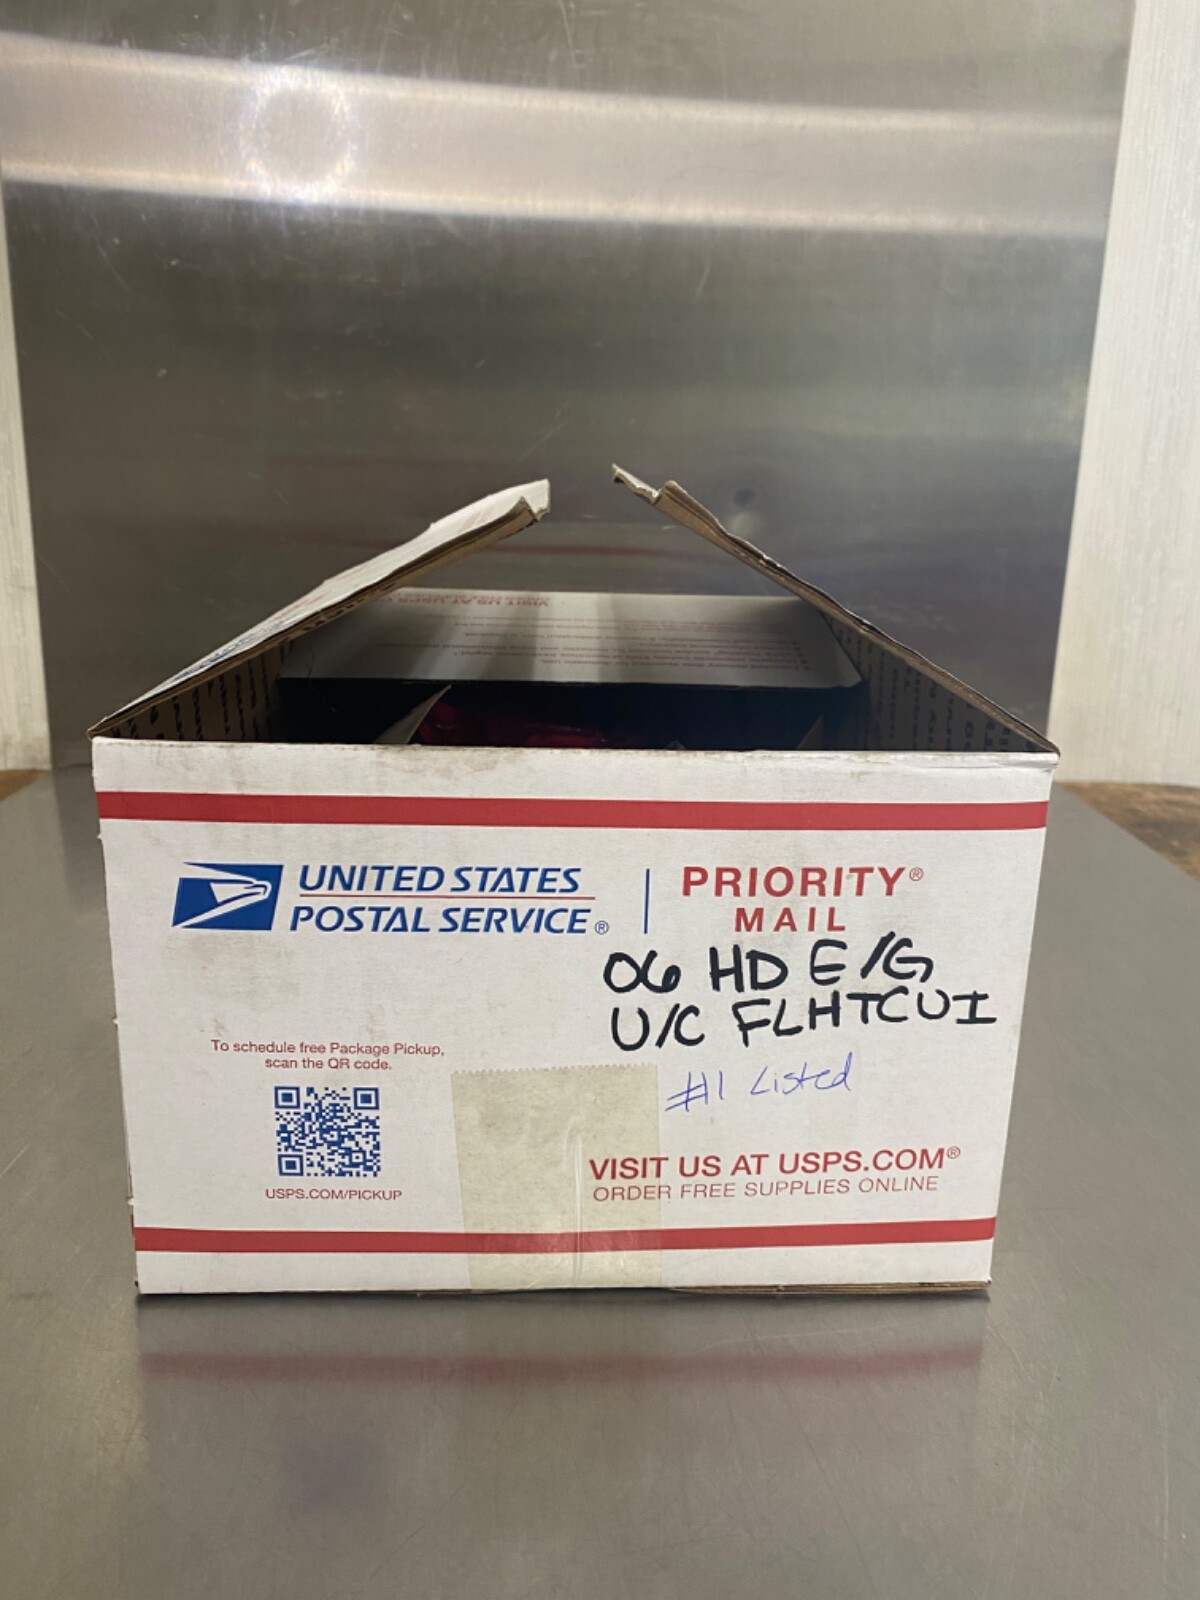 UNITED STATES
POSTAL SERVICE®
PRIORITY®
MAIL
06 HD E/G
U/C FLHTCUI
#1 Listed
To schedule free Package Pickup,
scan the QR code.
USPS.COM/PICKUP
VISIT US AT USPS.COM®
ORDER FREE SUPPLIES ONLINE